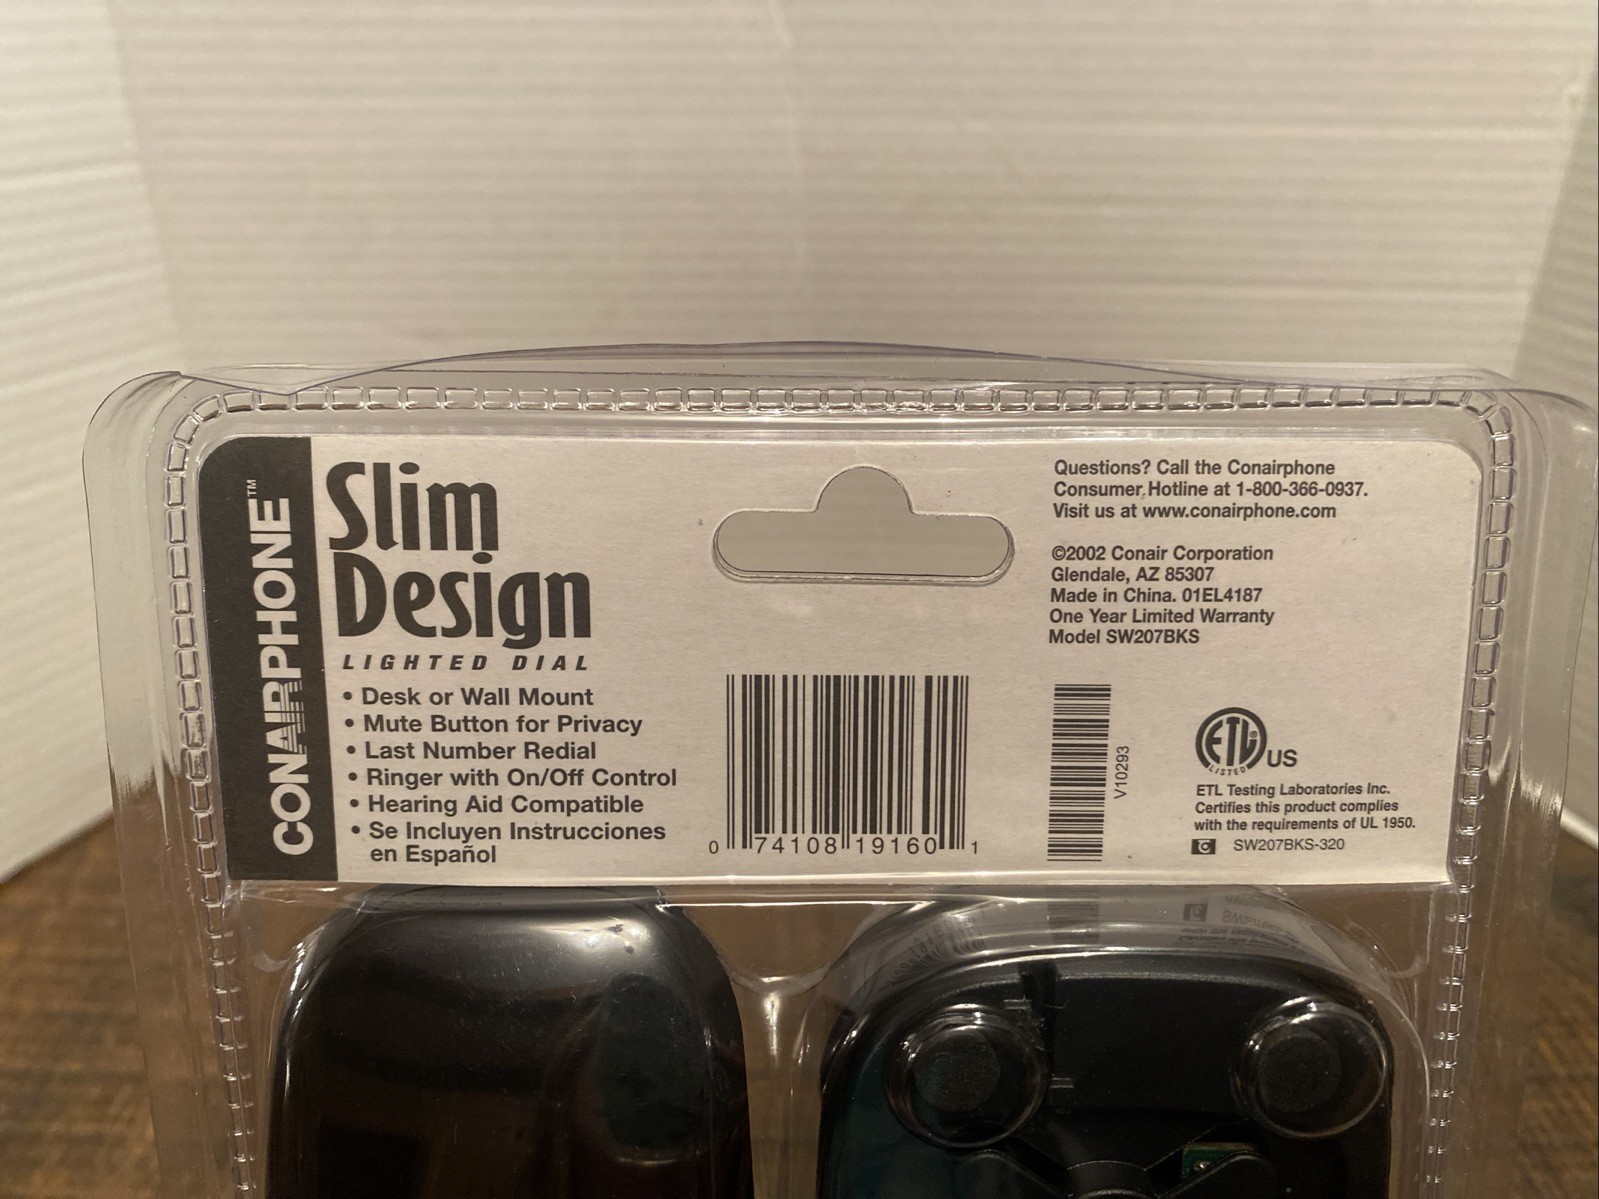 CONAIRPHONE™
Slim
Design
LIGHTED DIAL
• Desk or Wall Mount
• Mute Button for Privacy
• Last Number Redial
• Ringer with On/Off Control
• Hearing Aid Compatible
• Se Incluyen Instrucciones
en Español
0 74108 19160 1
Questions? Call the Conairphone
Consumer Hotline at 1-800-366-0937.
Visit us at www.conairphone.com
©2002 Conair Corporation
Glendale, AZ 85307
Made in China. 01EL4187
One Year Limited Warranty
Model SW207BKS
V10293
ETL
LISTED
US
ETL Testing Laboratories Inc.
Certifies this product complies
with the requirements of UL 1950.
SW207BKS-320